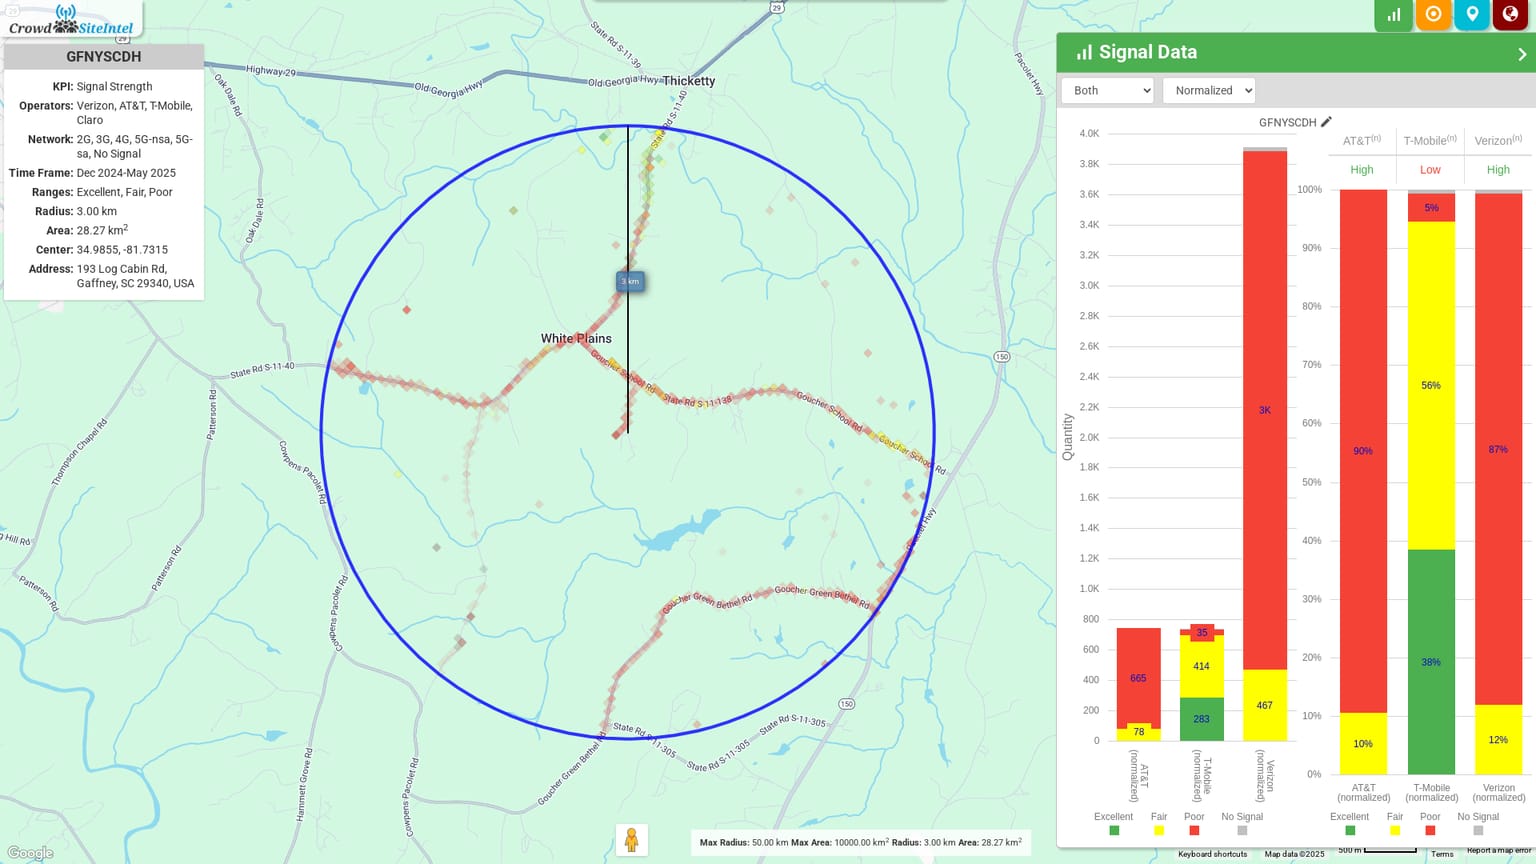 Crowd SiteIntel
GFNYSCDH
KPI: Signal Strength
Operators: Verizon, AT&T, T-Mobile,
Claro
Network: 2G, 3G, 4G, 5G-nsa, 5G-
sa, No Signal
Time Frame: Dec 2024-May 2025
Ranges: Excellent, Fair, Poor
Radius: 3.00 km
Area: 28.27 km2
Center: 34.9855, -81.7315
Address: 193 Log Cabin Rd,
Gaffney, SC 29340, USA
29
29
29
State Rd S-11-39
Thicketty
Highway-29
Old Georgia Hwy
Old Georgia Hwy
Oak Dale Rd
Oak Dale Rd
State Rd S-11-40
Pacolet Hwy
3 km
White Plains
150
State Rd S-11-40
Goucher School Rd
State Rd S-11-138
Goucher School Rd
Goucher School Rd
Patterson Rd
Thompson Chapel Rd
Cowpens Pacolet Rd
Pacolet Hwy
g Hill Rd
Patterson Rd
Patterson Rd
Cowpens Pacolet Rd
Goucher Green Bethel Rd
Goucher Green Bethel Rd
150
State Rd S-11-305
State Rd S-11-305
State Rd S-11-305
Goucher Green Bethel Rd
Hammett Grove Rd
Cowpens Pacolet Rd
Google
Max Radius: 50.00 km Max Area: 10000.00 km2 Radius: 3.00 km Area: 28.27 km2
Signal Data
Both
Normalized
GFNYSCDH
Quantity
4.0K
3.8K
3.6K
3.4K
3.2K
3.0K
2.8K
2.6K
2.4K
2.2K
2.0K
1.8K
1.6K
1.4K
1.2K
1.0K
800
600
400
200
0
665
78
35
414
283
3K
467
AT&T
(normalized)
T-Mobile
(normalized)
Verizon
(normalized)
Excellent Fair Poor No Signal
AT&T(n) T-Mobile(n) Verizon(n)
High Low High
100%
90%
80%
70%
60%
50%
40%
30%
20%
10%
0%
90%
10%
5%
56%
38%
87%
12%
AT&T
(normalized)
T-Mobile
(normalized)
Verizon
(normalized)
Excellent Fair Poor No Signal
Keyboard shortcuts Map data ©2025 500 m Terms Report a map error